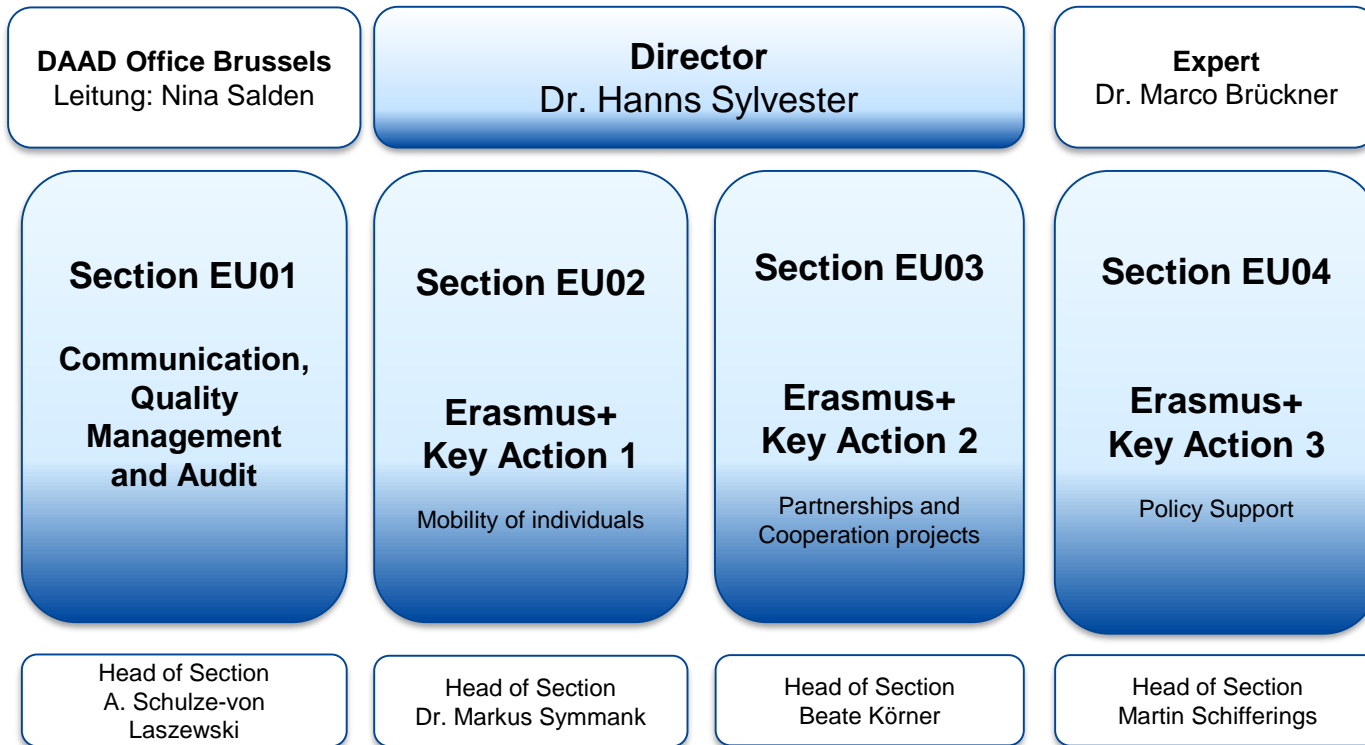 DAAD Office Brussels
Leitung: Nina Salden
Director
Dr. Hanns Sylvester
Expert
Dr. Marco Brückner
Section EU01
Communication,
Quality
Management
and Audit
Section EU02
Erasmus+
Key Action 1
Mobility of individuals
Section EU03
Erasmus+
Key Action 2
Partnerships and
Cooperation projects
Section EU04
Erasmus+
Key Action 3
Policy Support
Head of Section
A. Schulze-von
Laszewski
Head of Section
Dr. Markus Symmank
Head of Section
Beate Körner
Head of Section
Martin Schifferings